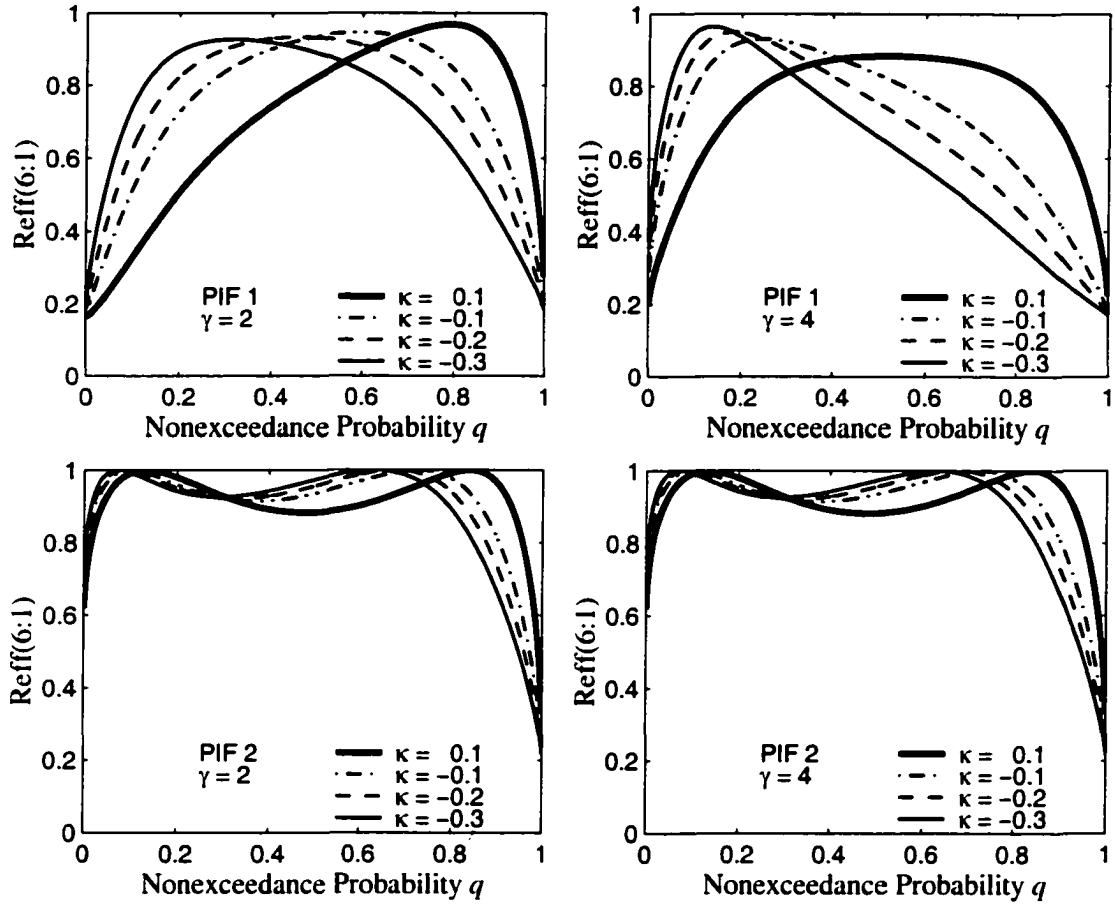 1
0.8
0.6
0.4
0.2
0
Reff(6:1)
PIF 1
γ = 2
κ = 0.1
κ = −0.1
κ = −0.2
κ = −0.3
0 0.2 0.4 0.6 0.8 1
Nonexceedance Probability q
1
0.8
0.6
0.4
0.2
0
Reff(6:1)
PIF 1
γ = 4
κ = 0.1
κ = −0.1
κ = −0.2
κ = −0.3
0 0.2 0.4 0.6 0.8 1
Nonexceedance Probability q
1
0.8
0.6
0.4
0.2
0
Reff(6:1)
PIF 2
γ = 2
κ = 0.1
κ = −0.1
κ = −0.2
κ = −0.3
0 0.2 0.4 0.6 0.8 1
Nonexceedance Probability q
1
0.8
0.6
0.4
0.2
0
Reff(6:1)
PIF 2
γ = 4
κ = 0.1
κ = −0.1
κ = −0.2
κ = −0.3
0 0.2 0.4 0.6 0.8 1
Nonexceedance Probability q